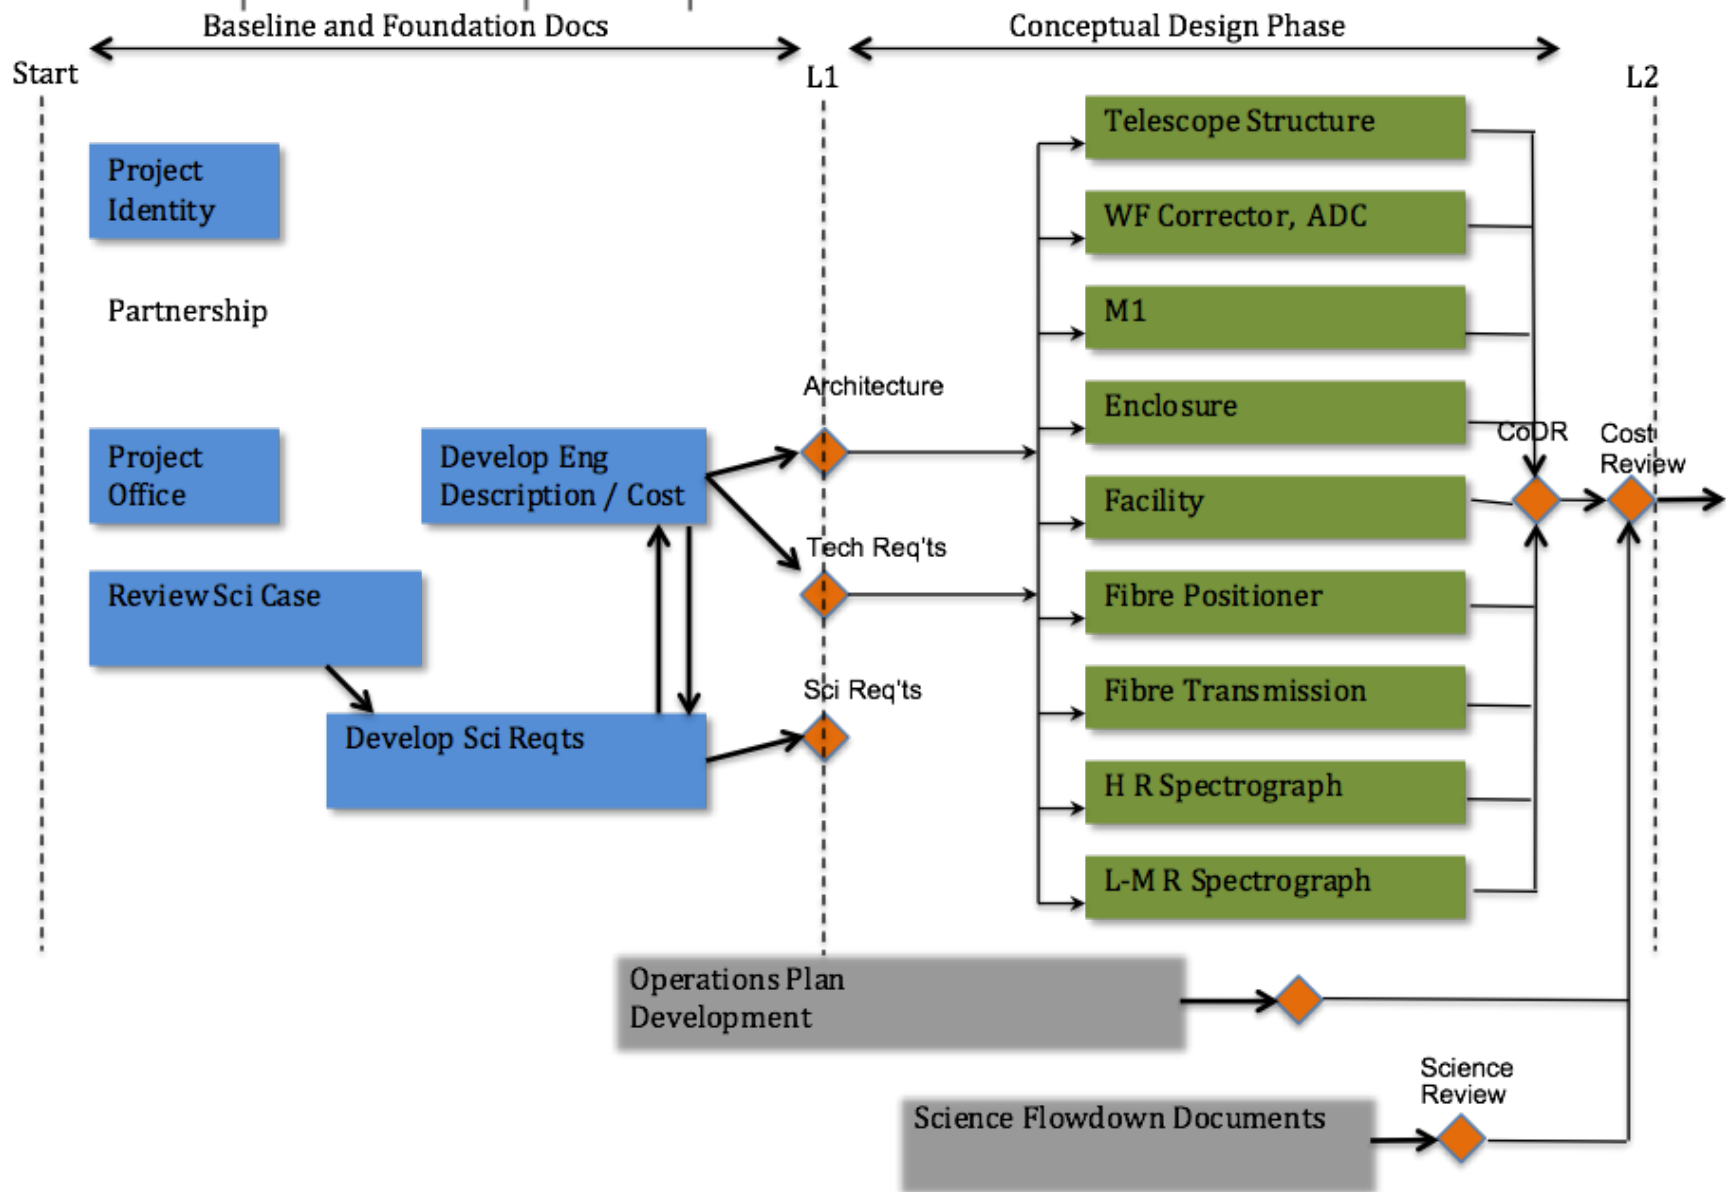 Baseline and Foundation Docs
Conceptual Design Phase
Start
L1
L2
Project
Identity
Partnership
Project
Office
Develop Eng
Description / Cost
Review Sci Case
Develop Sci Reqts
Architecture
Tech Req'ts
Sci Req'ts
Telescope Structure
WF Corrector, ADC
M1
Enclosure
Facility
Fibre Positioner
Fibre Transmission
H R Spectrograph
L-M R Spectrograph
CoDR
Cost
Review
Operations Plan
Development
Science
Review
Science Flowdown Documents